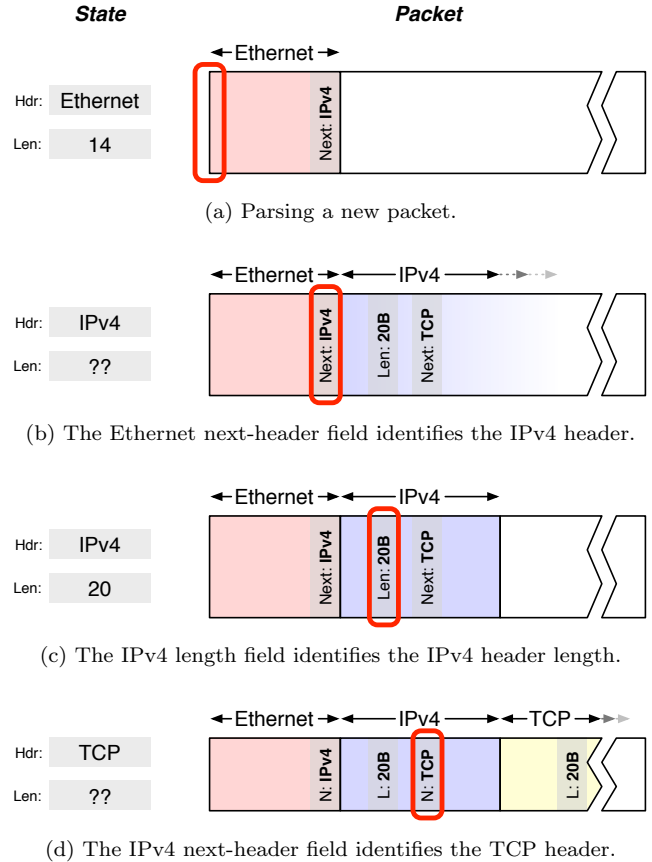 State Packet
Ethernet
Hdr: Ethernet
Len: 14
Next: IPv4
(a) Parsing a new packet.
Ethernet IPv4
Hdr: IPv4
Len: ??
Next: IPv4
Len: 20B
Next: TCP
(b) The Ethernet next-header field identifies the IPv4 header.
Ethernet IPv4
Hdr: IPv4
Len: 20
Next: IPv4
Len: 20B
Next: TCP
(c) The IPv4 length field identifies the IPv4 header length.
Ethernet IPv4 TCP
Hdr: TCP
Len: ??
N: IPv4
L: 20B
N: TCP
L: 20B
(d) The IPv4 next-header field identifies the TCP header.